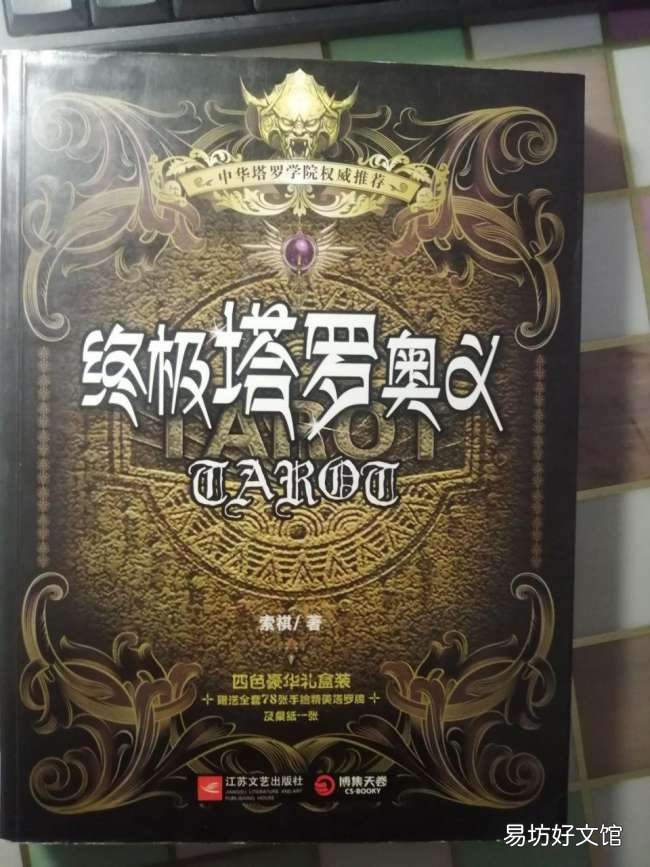 中华塔罗学院权威推荐
终极塔罗奥义
TAROT
TAROT
索祺/著
四色豪华礼盒装
赠送全套78张手绘精美塔罗牌
及桌纸一张
江苏文艺出版社
JIANGSU LITERATURE AND ART
PUBLISHING HOUSE
博集天卷
CS-BOOKY
易坊好文馆